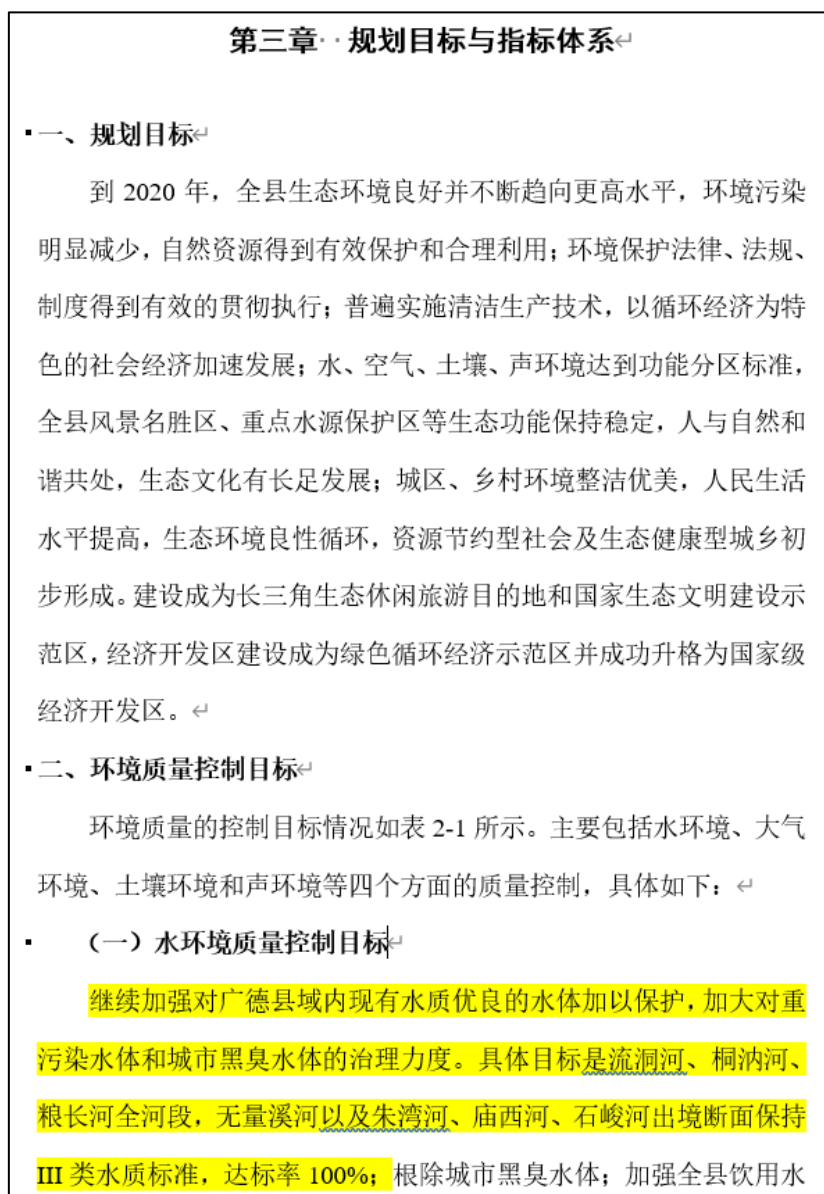 第三章··规划目标与指标体系↵
▪一、规划目标↵
到 2020 年，全县生态环境良好并不断趋向更高水平，环境污染
明显减少，自然资源得到有效保护和合理利用；环境保护法律、法规、
制度得到有效的贯彻执行；普遍实施清洁生产技术，以循环经济为特
色的社会经济加速发展；水、空气、土壤、声环境达到功能分区标准，
全县风景名胜区、重点水源保护区等生态功能保持稳定，人与自然和
谐共处，生态文化有长足发展；城区、乡村环境整洁优美，人民生活
水平提高，生态环境良性循环，资源节约型社会及生态健康型城乡初
步形成。建设成为长三角生态休闲旅游目的地和国家生态文明建设示
范区，经济开发区建设成为绿色循环经济示范区并成功升格为国家级
经济开发区。↵
▪二、环境质量控制目标↵
环境质量的控制目标情况如表 2-1 所示。主要包括水环境、大气
环境、土壤环境和声环境等四个方面的质量控制，具体如下：↵
▪（一）水环境质量控制目标↵
继续加强对广德县域内现有水质优良的水体加以保护，加大对重
污染水体和城市黑臭水体的治理力度。具体目标是流洞河、桐汭河、
粮长河全河段，无量溪河以及朱湾河、庙西河、石峻河出境断面保持
III 类水质标准，达标率 100%；根除城市黑臭水体；加强全县饮用水